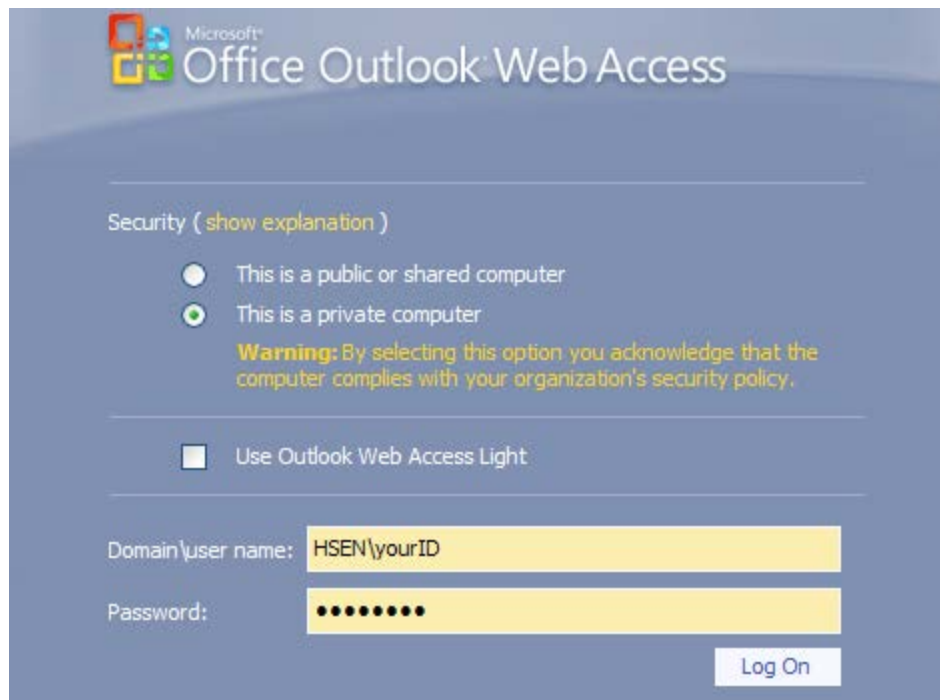 Microsoft®
Office Outlook Web Access
Security ( show explanation )
This is a public or shared computer
This is a private computer
Warning: By selecting this option you acknowledge that the
computer complies with your organization's security policy.
Use Outlook Web Access Light
Domain\user name: HSEN\yourID
Password: ••••••••
Log On